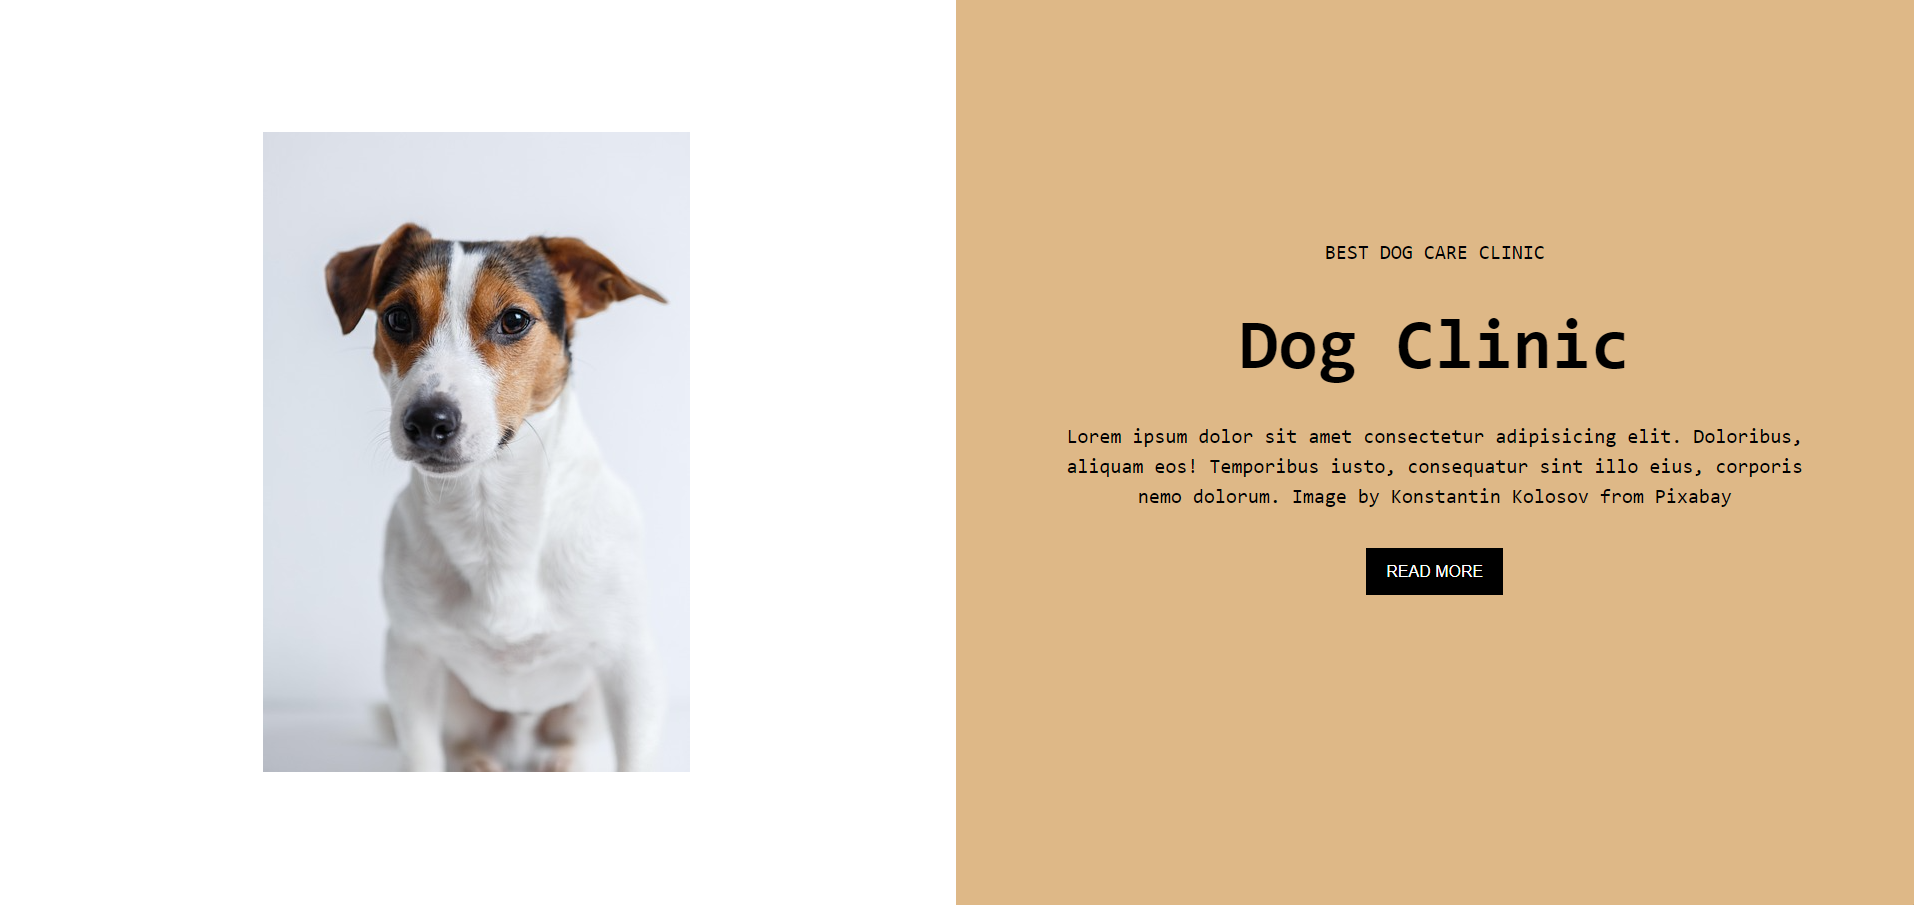 BEST DOG CARE CLINIC
Dog Clinic
Lorem ipsum dolor sit amet consectetur adipisicing elit. Doloribus,
aliquam eos! Temporibus iusto, consequatur sint illo eius, corporis
nemo dolorum. Image by Konstantin Kolosov from Pixabay
READ MORE